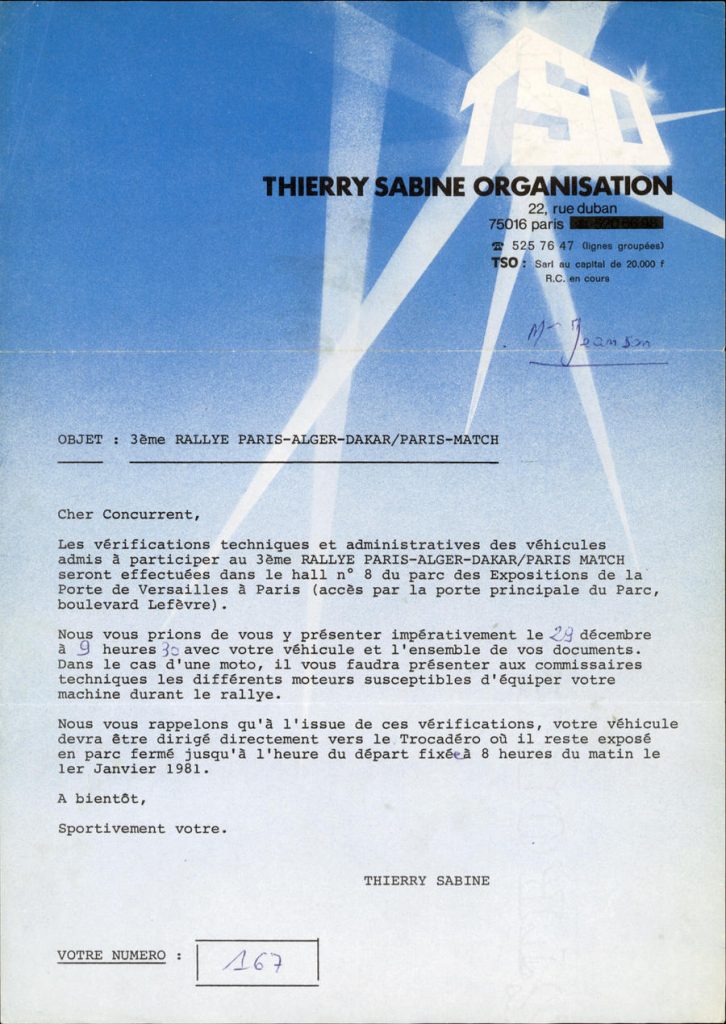 TSO
THIERRY SABINE ORGANISATION
22, rue duban
75016 paris
☎ 525 76 47 (lignes groupées)
TSO : Sarl au capital de 20.000 f
R.C. en cours
Mr Jeanson
OBJET : 3ème RALLYE PARIS-ALGER-DAKAR/PARIS-MATCH
Cher Concurrent,
Les vérifications techniques et administratives des véhicules
admis à participer au 3ème RALLYE PARIS-ALGER-DAKAR/PARIS MATCH
seront effectuées dans le hall n° 8 du parc des Expositions de la
Porte de Versailles à Paris (accès par la porte principale du Parc,
boulevard Lefèvre).
Nous vous prions de vous y présenter impérativement le 29 décembre
à 9 heures 30 avec votre véhicule et l'ensemble de vos documents.
Dans le cas d'une moto, il vous faudra présenter aux commissaires
techniques les différents moteurs susceptibles d'équiper votre
machine durant le rallye.
Nous vous rappelons qu'à l'issue de ces vérifications, votre véhicule
devra être dirigé directement vers le Trocadéro où il reste exposé
en parc fermé jusqu'à l'heure du départ fixée à 8 heures du matin le
1er Janvier 1981.
A bientôt,
Sportivement votre.
THIERRY SABINE
VOTRE NUMERO : 167